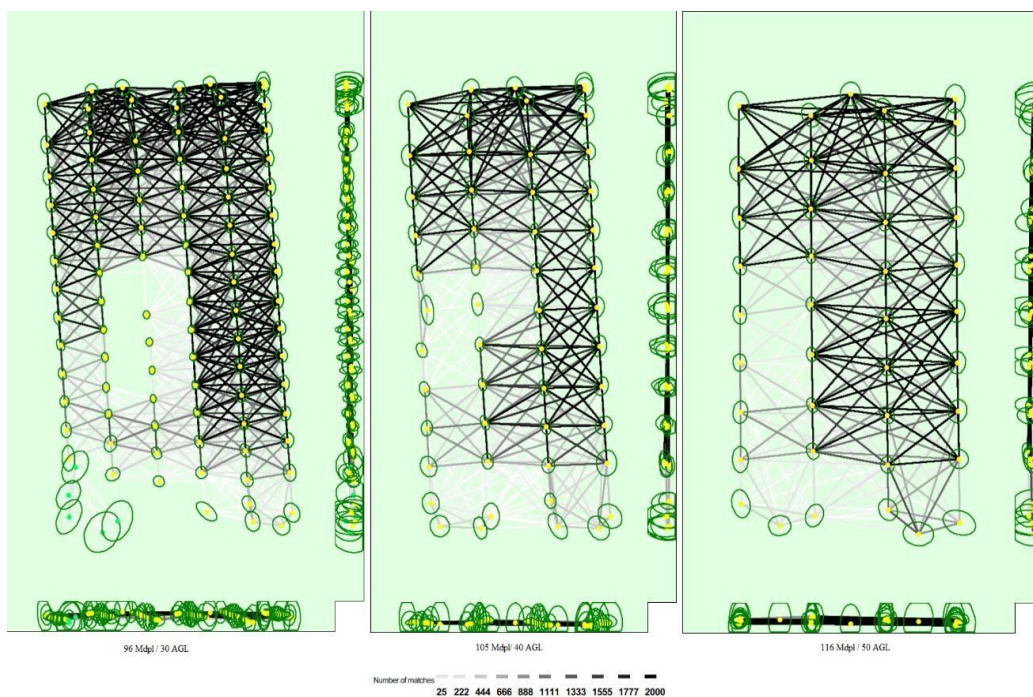 96 Mdpl / 30 AGL
105 Mdpl/ 40 AGL
116 Mdpl / 50 AGL
Number of matches
25 222 444 666 888 1111 1333 1555 1777 2000